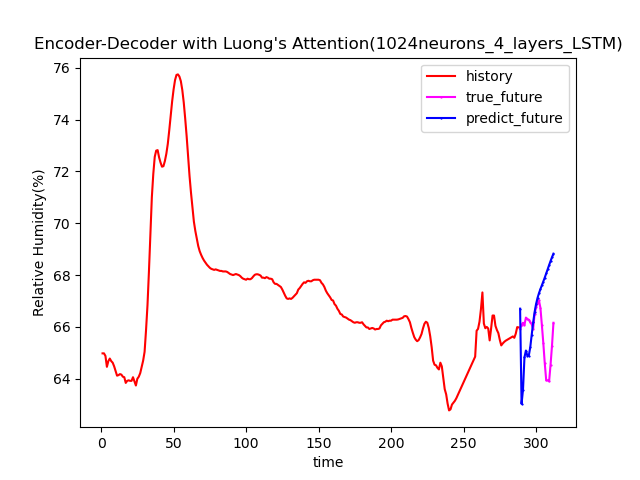 Encoder-Decoder with Luong's Attention(1024neurons_4_layers_LSTM)
history
true_future
predict_future
Relative Humidity(%)
76
74
72
70
68
66
64
0 50 100 150 200 250 300
time